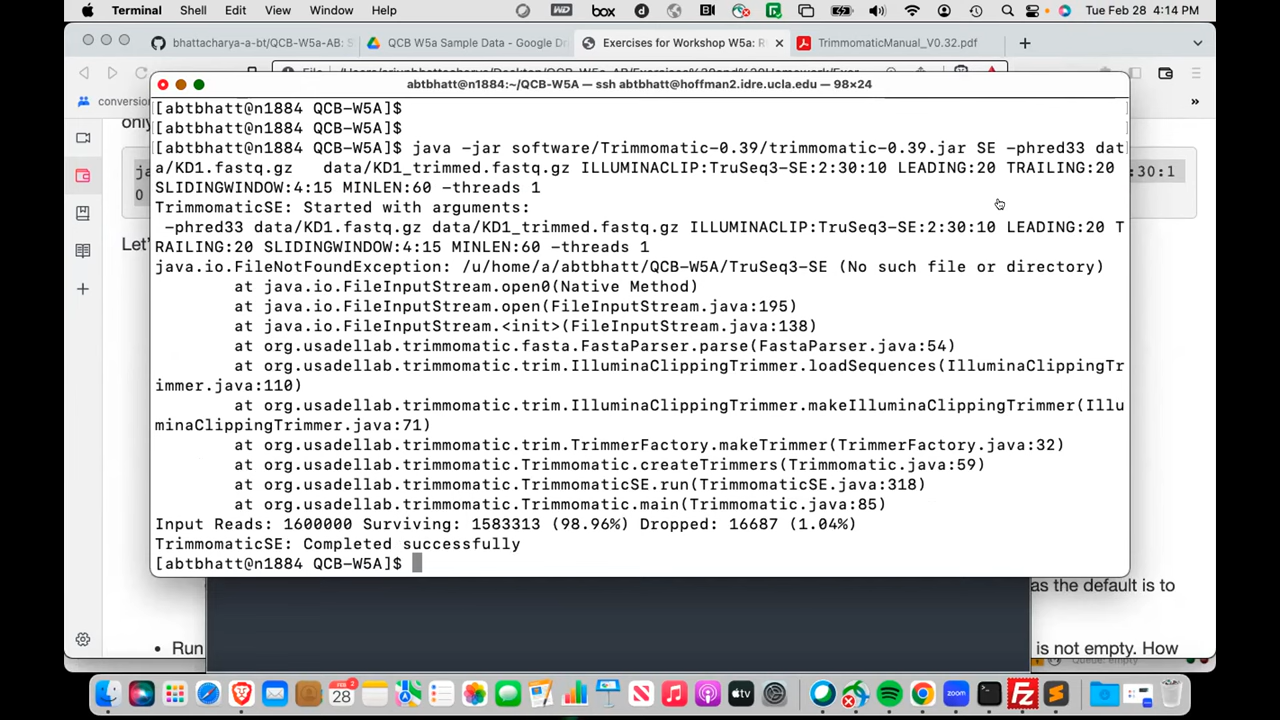 Terminal Shell Edit View Window Help
WD box Tue Feb 28 4:14 PM
bhattacharya-a-bt/QCB-W5a-AB: S QCB W5a Sample Data - Google Dr Exercises for Workshop W5a: R TrimmomaticManual_V0.32.pdf
abtbhatt@n1884:~/QCB-W5A — ssh abtbhatt@hoffman2.idre.ucla.edu — 98×24
conversion
only
[abtbhatt@n1884 QCB-W5A]$
[abtbhatt@n1884 QCB-W5A]$
[abtbhatt@n1884 QCB-W5A]$ java -jar software/Trimmomatic-0.39/trimmomatic-0.39.jar SE -phred33 dat
a/KD1.fastq.gz data/KD1_trimmed.fastq.gz ILLUMINACLIP:TruSeq3-SE:2:30:10 LEADING:20 TRAILING:20
SLIDINGWINDOW:4:15 MINLEN:60 -threads 1
TrimmomaticSE: Started with arguments:
-phred33 data/KD1.fastq.gz data/KD1_trimmed.fastq.gz ILLUMINACLIP:TruSeq3-SE:2:30:10 LEADING:20 T
RAILING:20 SLIDINGWINDOW:4:15 MINLEN:60 -threads 1
java.io.FileNotFoundException: /u/home/a/abtbhatt/QCB-W5A/TruSeq3-SE (No such file or directory)
at java.io.FileInputStream.open0(Native Method)
at java.io.FileInputStream.open(FileInputStream.java:195)
at java.io.FileInputStream.<init>(FileInputStream.java:138)
at org.usadellab.trimmomatic.fasta.FastaParser.parse(FastaParser.java:54)
at org.usadellab.trimmomatic.trim.IlluminaClippingTrimmer.loadSequences(IlluminaClippingTr
immer.java:110)
at org.usadellab.trimmomatic.trim.IlluminaClippingTrimmer.makeIlluminaClippingTrimmer(Illu
minaClippingTrimmer.java:71)
at org.usadellab.trimmomatic.trim.TrimmerFactory.makeTrimmer(TrimmerFactory.java:32)
at org.usadellab.trimmomatic.Trimmomatic.createTrimmers(Trimmomatic.java:59)
at org.usadellab.trimmomatic.TrimmomaticSE.run(TrimmomaticSE.java:318)
at org.usadellab.trimmomatic.Trimmomatic.main(Trimmomatic.java:85)
Input Reads: 1600000 Surviving: 1583313 (98.96%) Dropped: 16687 (1.04%)
TrimmomaticSE: Completed successfully
[abtbhatt@n1884 QCB-W5A]$
ja
0
:30:1
Let'
as the default is to
Run
is not empty. How
FEB
28
zoom